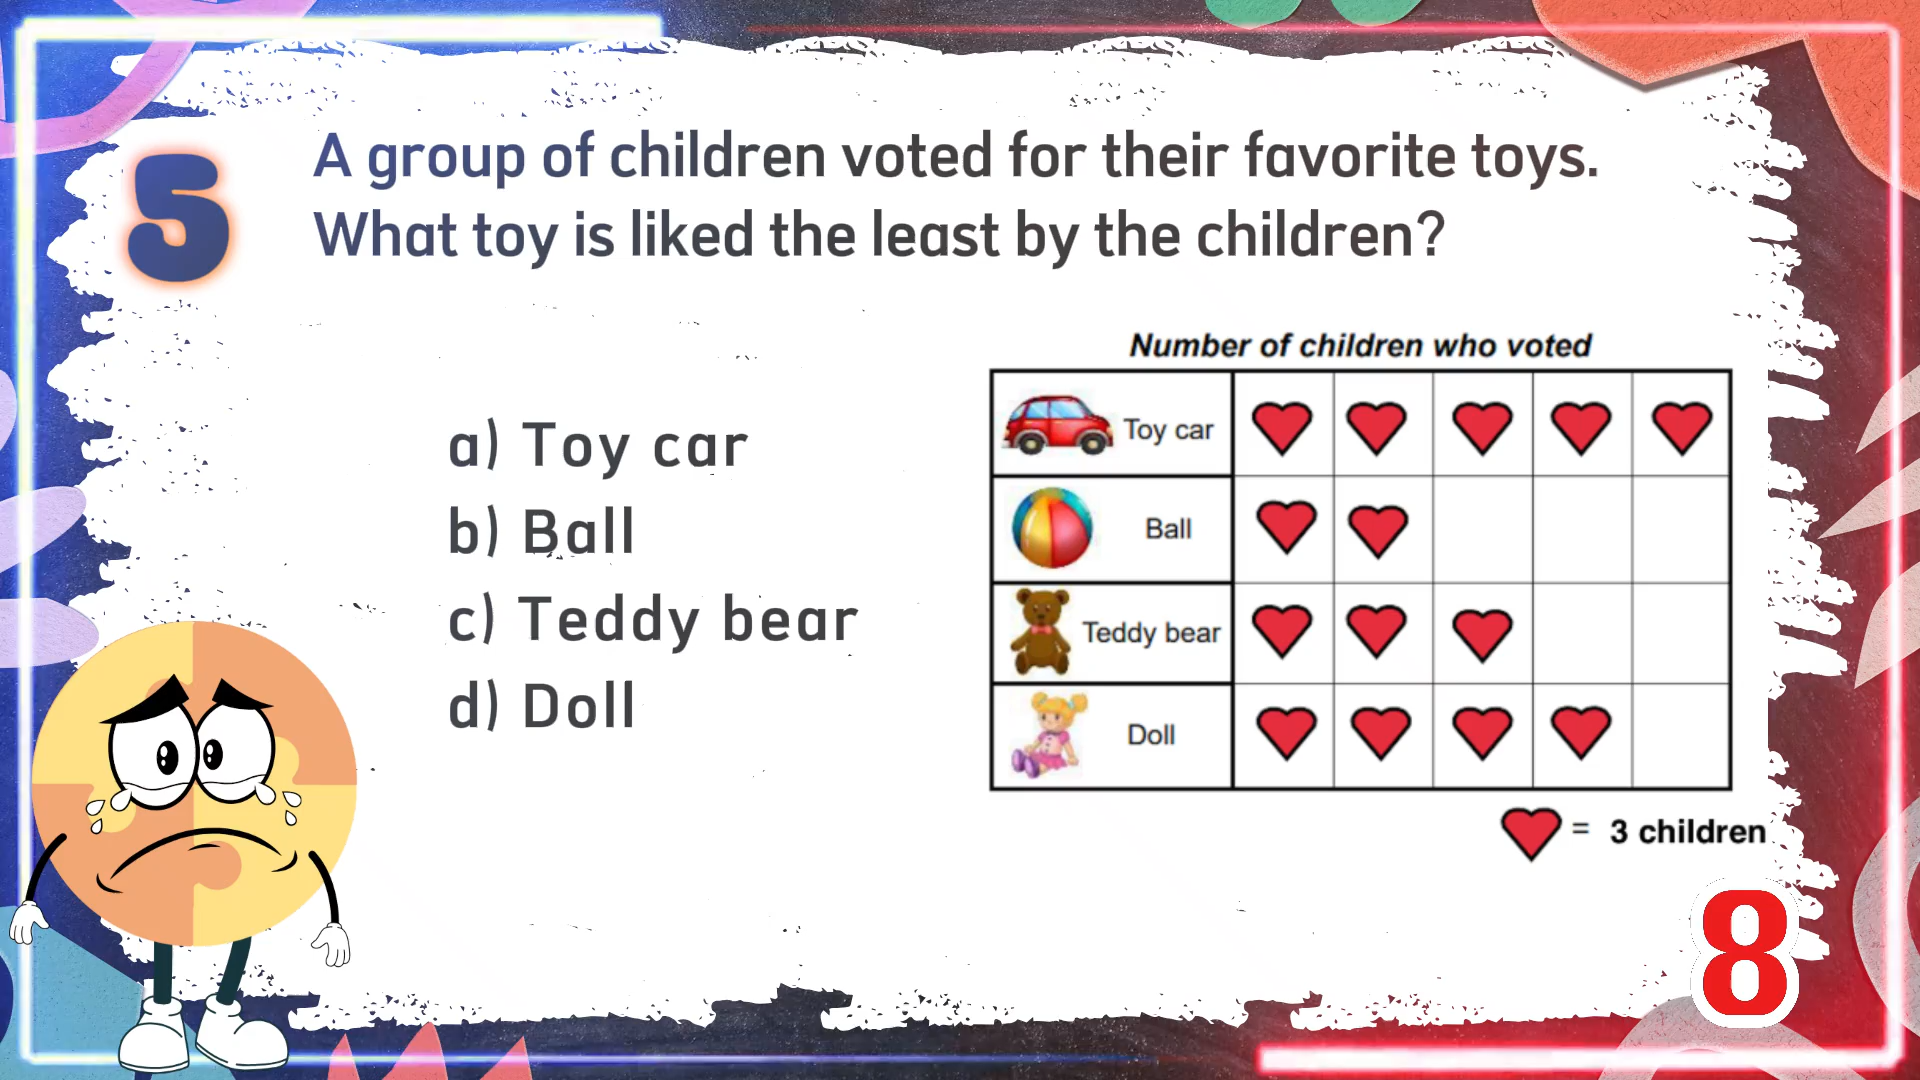 5
A group of children voted for their favorite toys.
What toy is liked the least by the children?
a) Toy car
b) Ball
c) Teddy bear
d) Doll
Number of children who voted
Toy car
Ball
Teddy bear
Doll
= 3 children
8